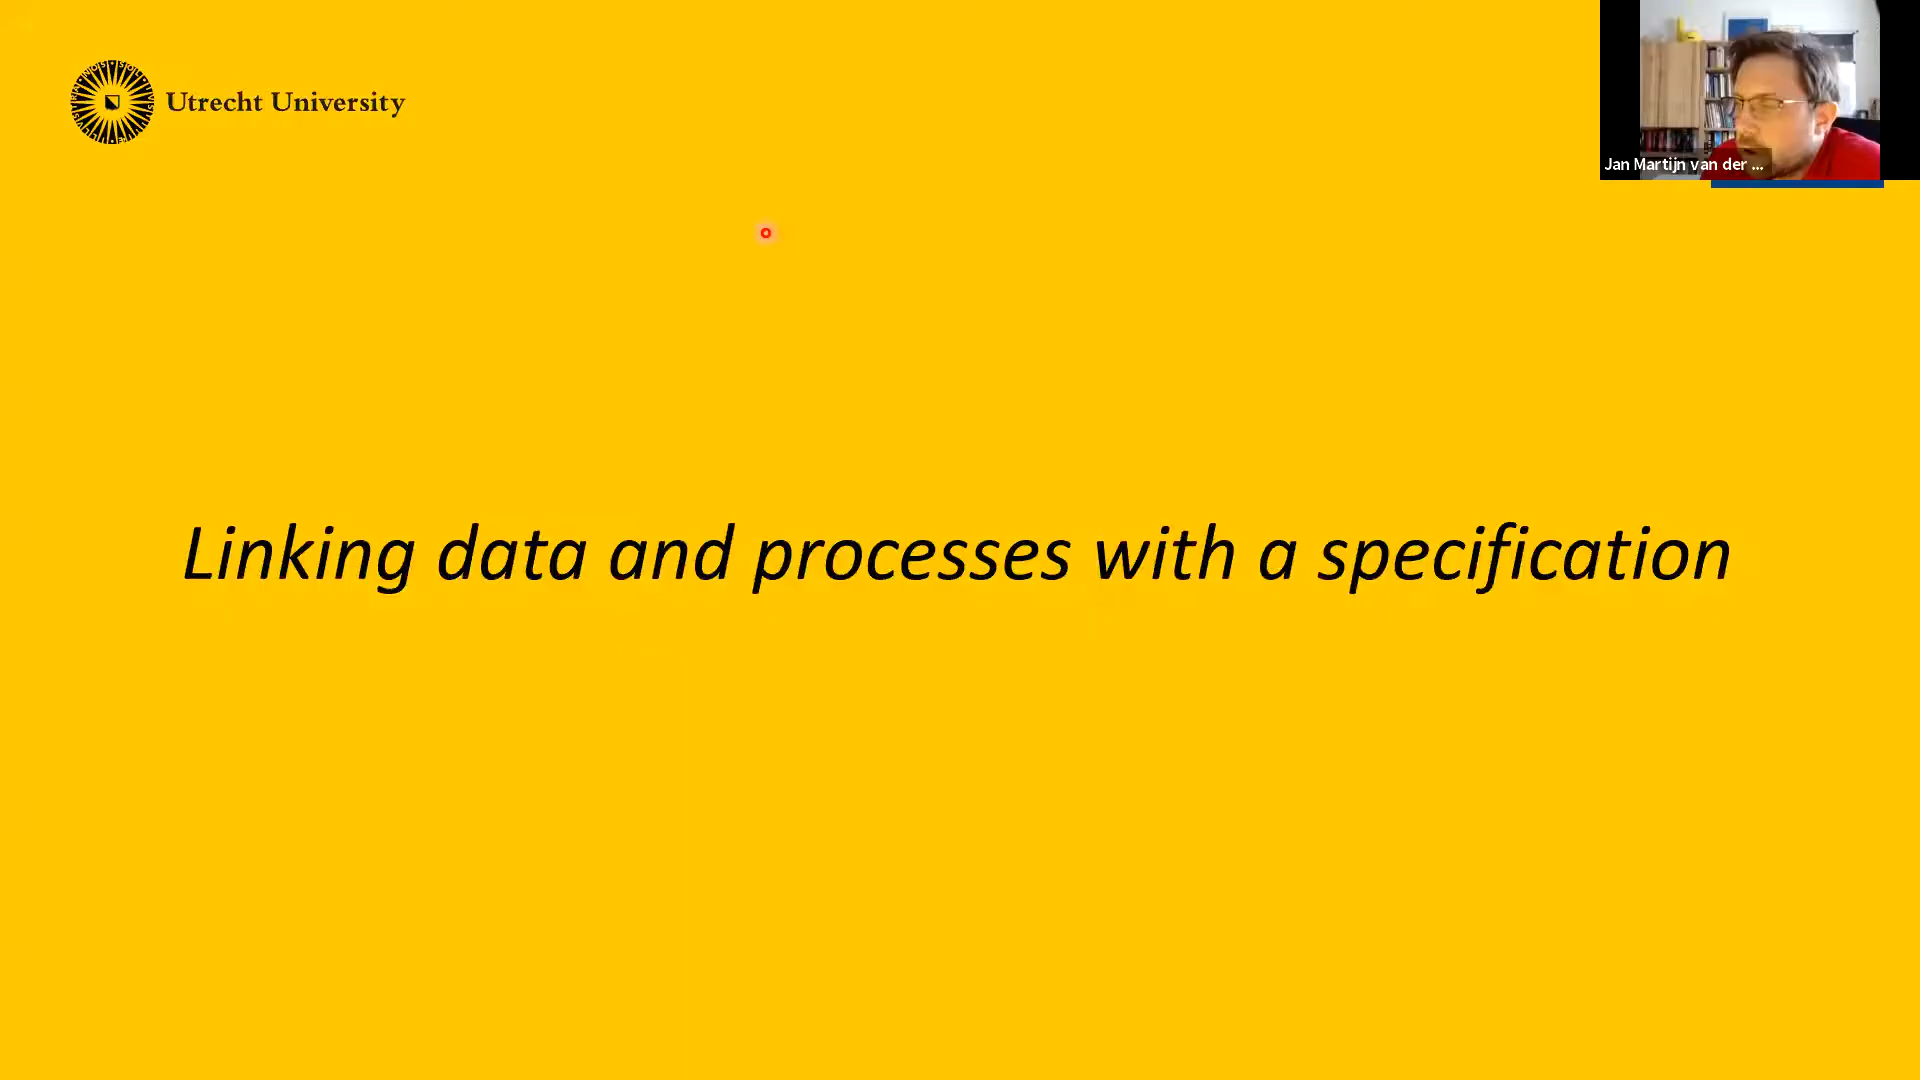 Utrecht University
Jan Martijn van der ...
Linking data and processes with a specification